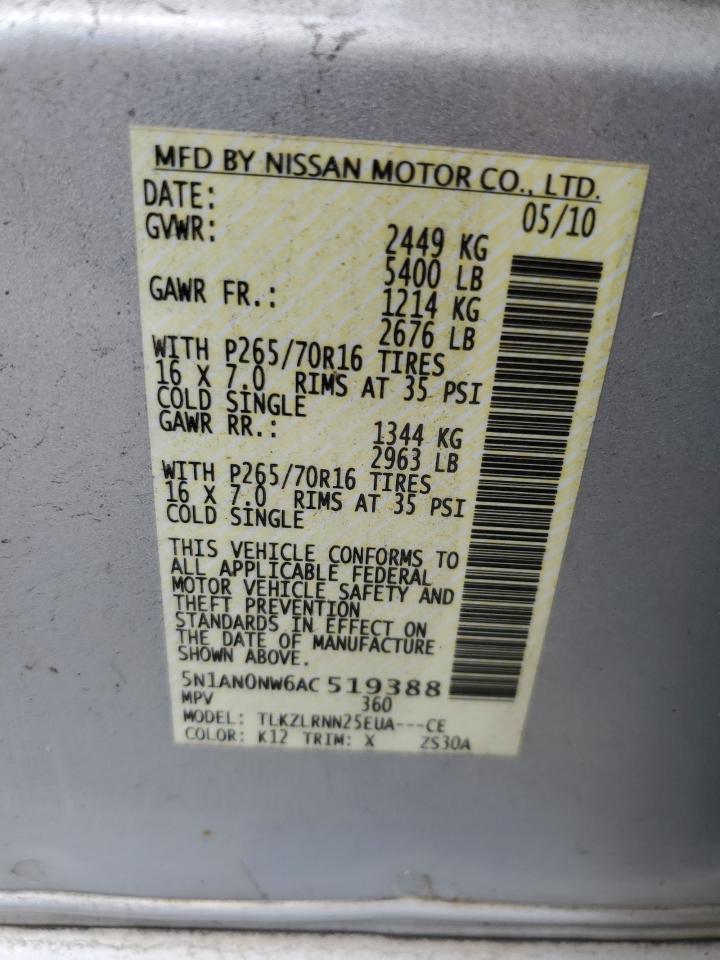 MFD BY NISSAN MOTOR CO., LTD.
DATE: 05/10
GVWR: 2449 KG
5400 LB
GAWR FR.: 1214 KG
2676 LB
WITH P265/70R16 TIRES
16 X 7.0 RIMS AT 35 PSI
COLD SINGLE
GAWR RR.: 1344 KG
2963 LB
WITH P265/70R16 TIRES
16 X 7.0 RIMS AT 35 PSI
COLD SINGLE
THIS VEHICLE CONFORMS TO
ALL APPLICABLE FEDERAL
MOTOR VEHICLE SAFETY AND
THEFT PREVENTION
STANDARDS IN EFFECT ON
THE DATE OF MANUFACTURE
SHOWN ABOVE.
5N1AN0NW6AC 519388
MPV 360
MODEL: TLKZLRNN25EUA---CE
COLOR: K12 TRIM: X ZS30A